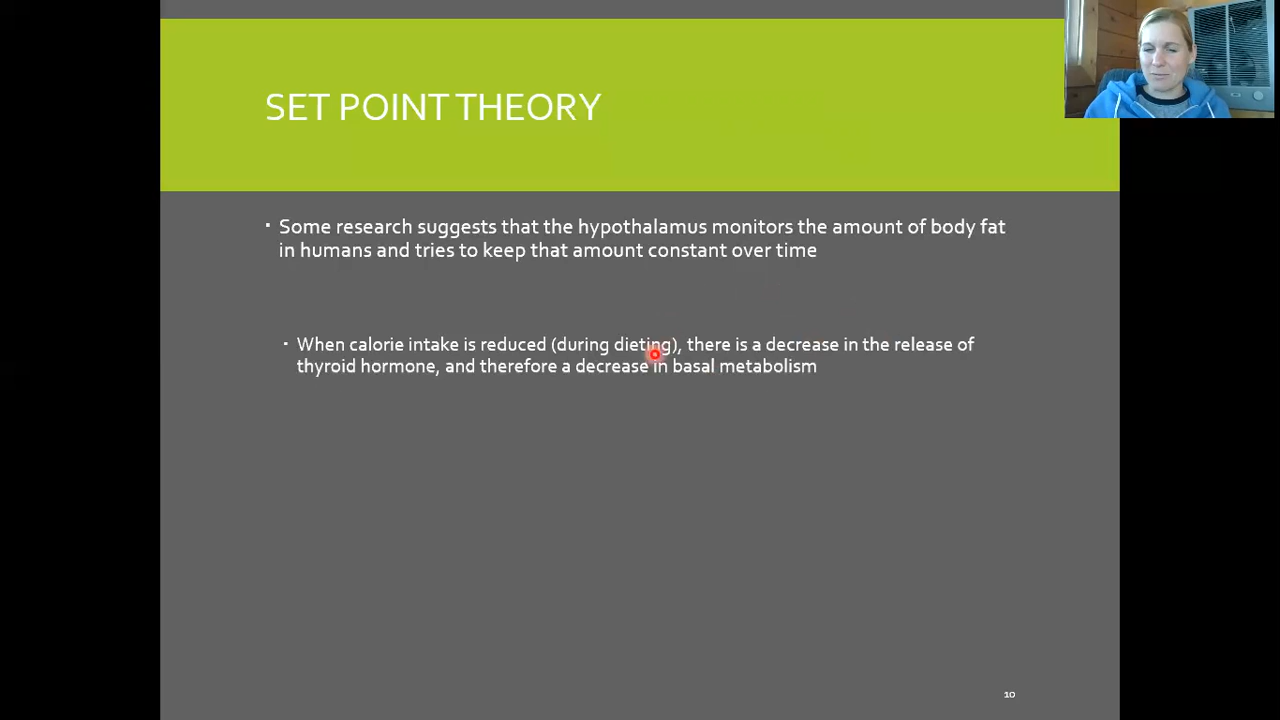 SET POINT THEORY
▪ Some research suggests that the hypothalamus monitors the amount of body fat
in humans and tries to keep that amount constant over time
▪ When calorie intake is reduced (during dieting), there is a decrease in the release of
thyroid hormone, and therefore a decrease in basal metabolism
10